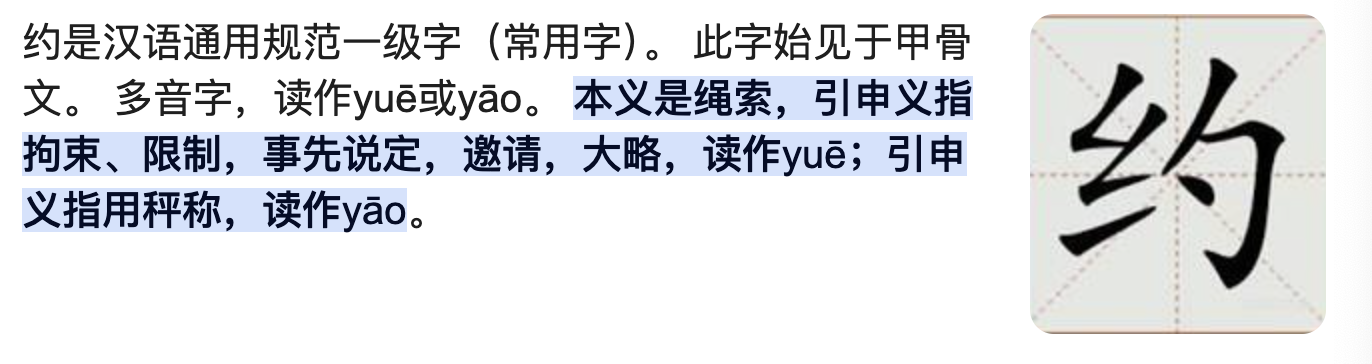 约是汉语通用规范一级字（常用字）。 此字始见于甲骨
文。 多音字，读作yuē或yāo。 本义是绳索，引申义指
拘束、限制，事先说定，邀请，大略，读作yuē；引申
义指用秤称，读作yāo。
约